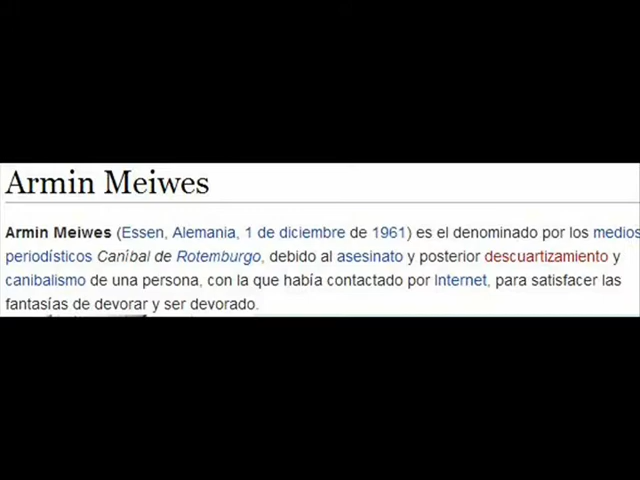 Armin Meiwes
Armin Meiwes (Essen, Alemania, 1 de diciembre de 1961) es el denominado por los medios
periodísticos Caníbal de Rotemburgo, debido al asesinato y posterior descuartizamiento y
canibalismo de una persona, con la que había contactado por Internet, para satisfacer las
fantasías de devorar y ser devorado.